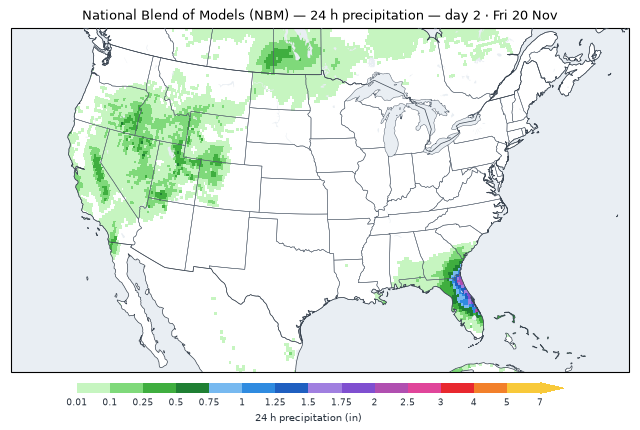 National Blend of Models (NBM) — 24 h precipitation — day 2 · Fri 20 Nov
0.01 0.1 0.25 0.5 0.75 1 1.25 1.5 1.75 2 2.5 3 4 5 7
24 h precipitation (in)